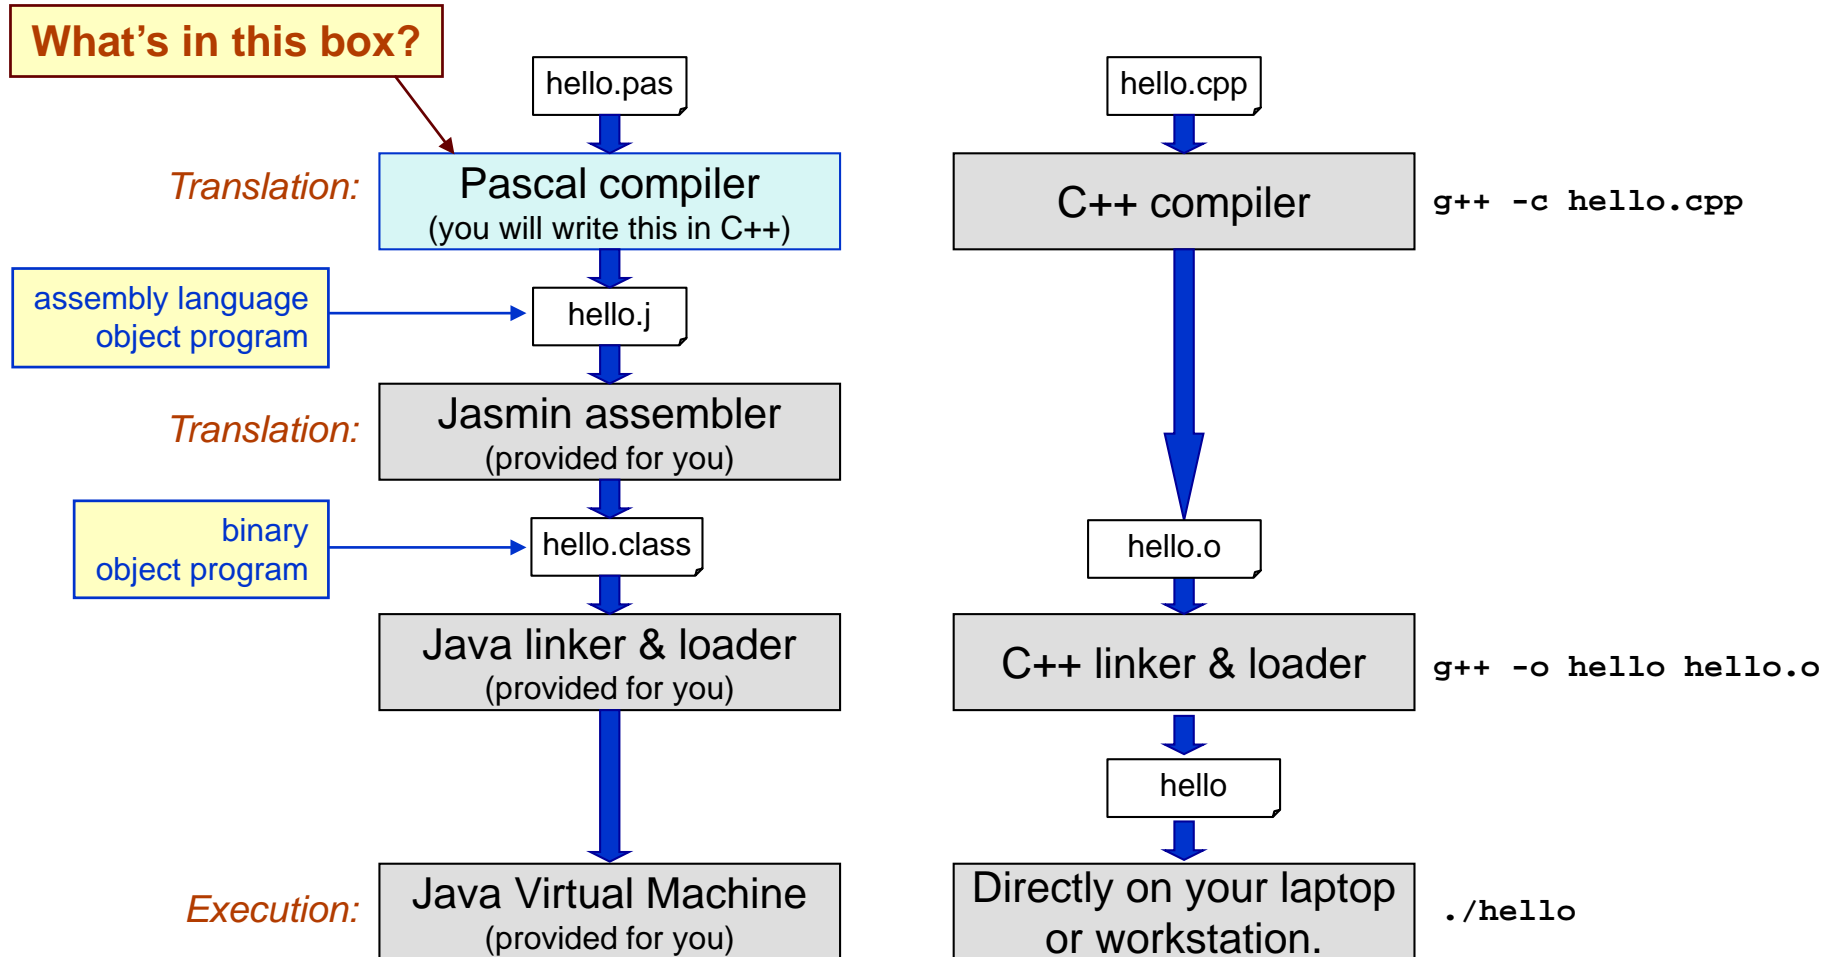 What’s in this box?
hello.pas
hello.cpp
Translation:
Pascal compiler
(you will write this in C++)
C++ compiler
g++ -c hello.cpp
assembly language
object program
hello.j
Translation:
Jasmin assembler
(provided for you)
binary
object program
hello.class
hello.o
Java linker & loader
(provided for you)
C++ linker & loader
g++ -o hello hello.o
hello
Execution:
Java Virtual Machine
(provided for you)
Directly on your laptop
or workstation.
./hello